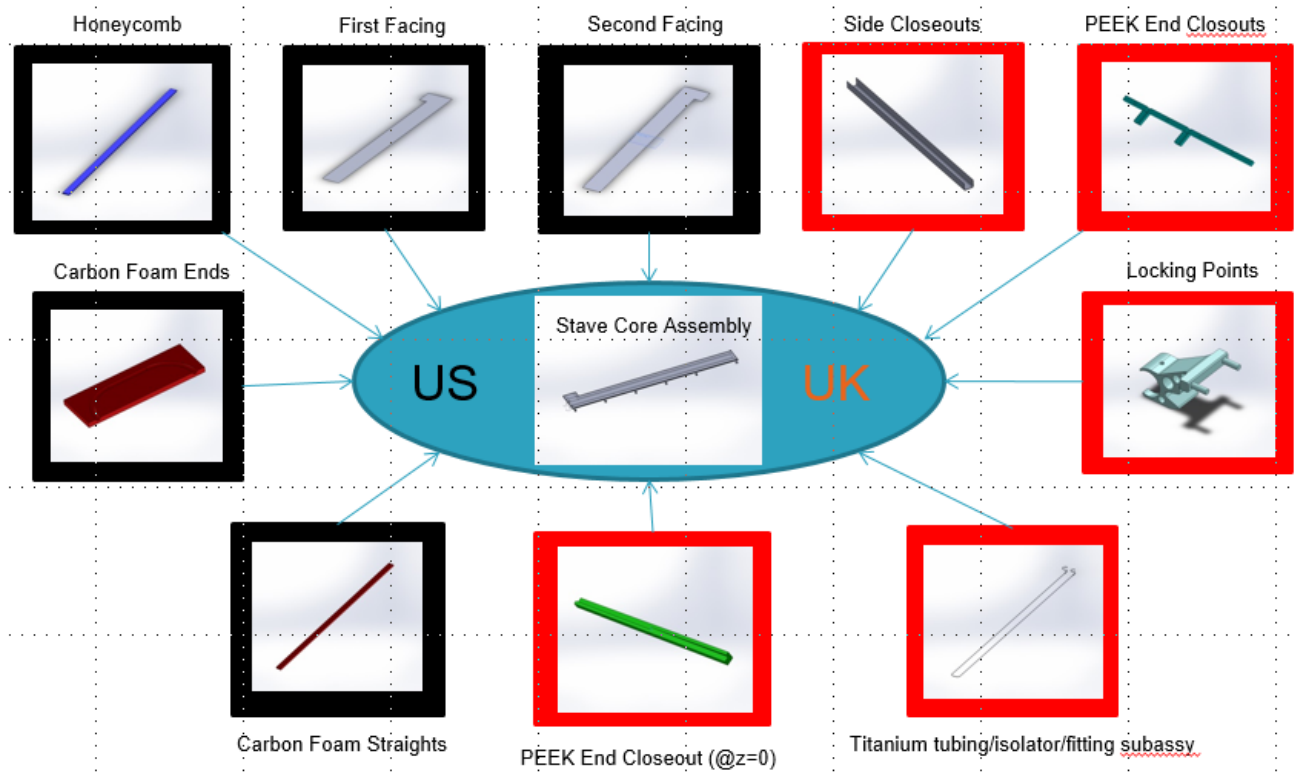 Honeycomb
First Facing
Second Facing
Side Closeouts
PEEK End Closouts
Carbon Foam Ends
Locking Points
Stave Core Assembly
US
UK
Carbon Foam Straights
PEEK End Closeout (@z=0)
Titanium tubing/isolator/fitting subassy